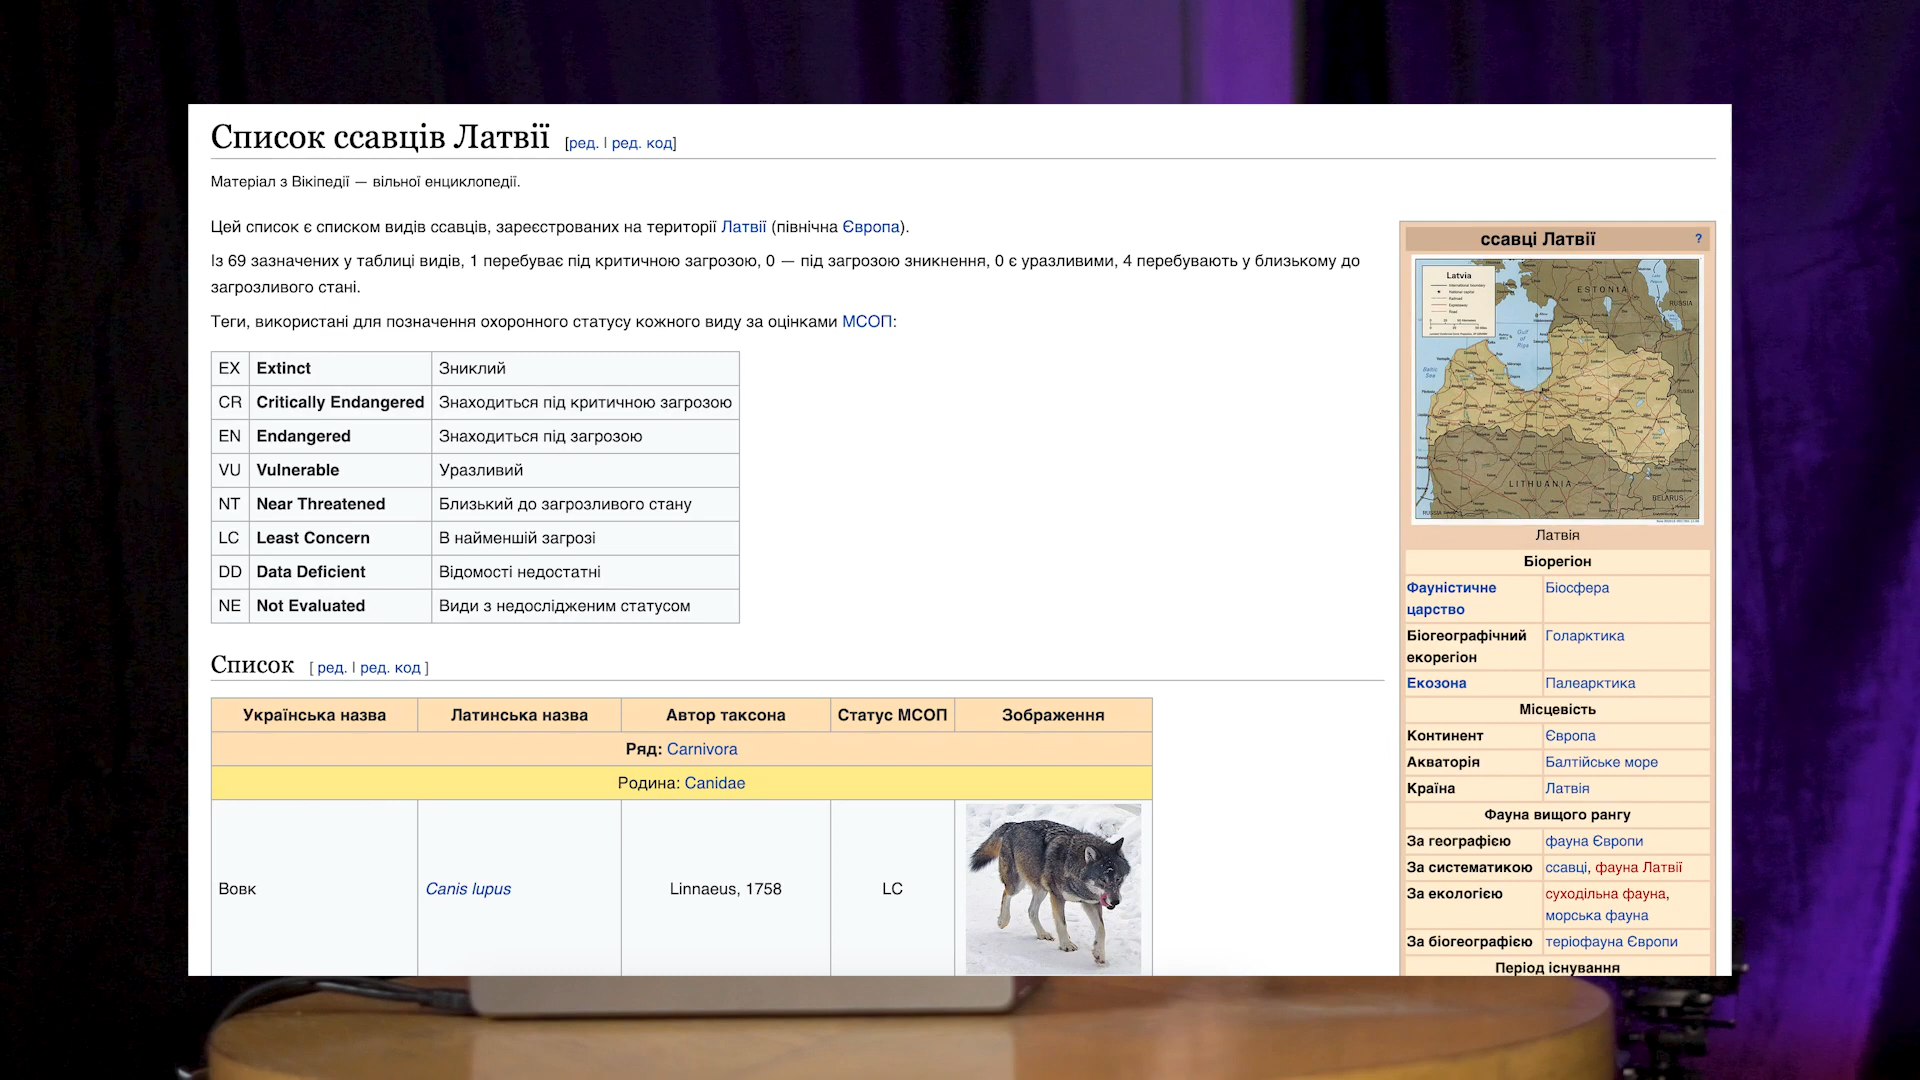 Список ссавців Латвії [ред. | ред. код]
Матеріал з Вікіпедії — вільної енциклопедії.
Цей список є списком видів ссавців, зареєстрованих на території Латвії (північна Європа).
Із 69 зазначених у таблиці видів, 1 перебуває під критичною загрозою, 0 — під загрозою зникнення, 0 є уразливими, 4 перебувають у близькому до
загрозливого стані.
Теги, використані для позначення охоронного статусу кожного виду за оцінками МСОП:
EX Extinct Зниклий
CR Critically Endangered Знаходиться під критичною загрозою
EN Endangered Знаходиться під загрозою
VU Vulnerable Уразливий
NT Near Threatened Близький до загрозливого стану
LC Least Concern В найменшій загрозі
DD Data Deficient Відомості недостатні
NE Not Evaluated Види з недослідженим статусом
Список [ ред. | ред. код ]
Українська назва Латинська назва Автор таксона Статус МСОП Зображення
Ряд: Carnivora
Родина: Canidae
Вовк Canis lupus Linnaeus, 1758 LC
ссавці Латвії ?
Latvia
ESTONIA
RUSSIA
Gulf
of
Riga
Baltic
Sea
RUSSIA
LITHUANIA
BELARUS
RUSSIA
Латвія
Біорегіон
Фауністичне Біосфера
царство
Біогеографічний Голарктика
екорегіон
Екозона Палеарктика
Місцевість
Континент Європа
Акваторія Балтійське море
Країна Латвія
Фауна вищого рангу
За географією фауна Європи
За систематикою ссавці, фауна Латвії
За екологією суходільна фауна,
морська фауна
За біогеографією теріофауна Європи
Період існування